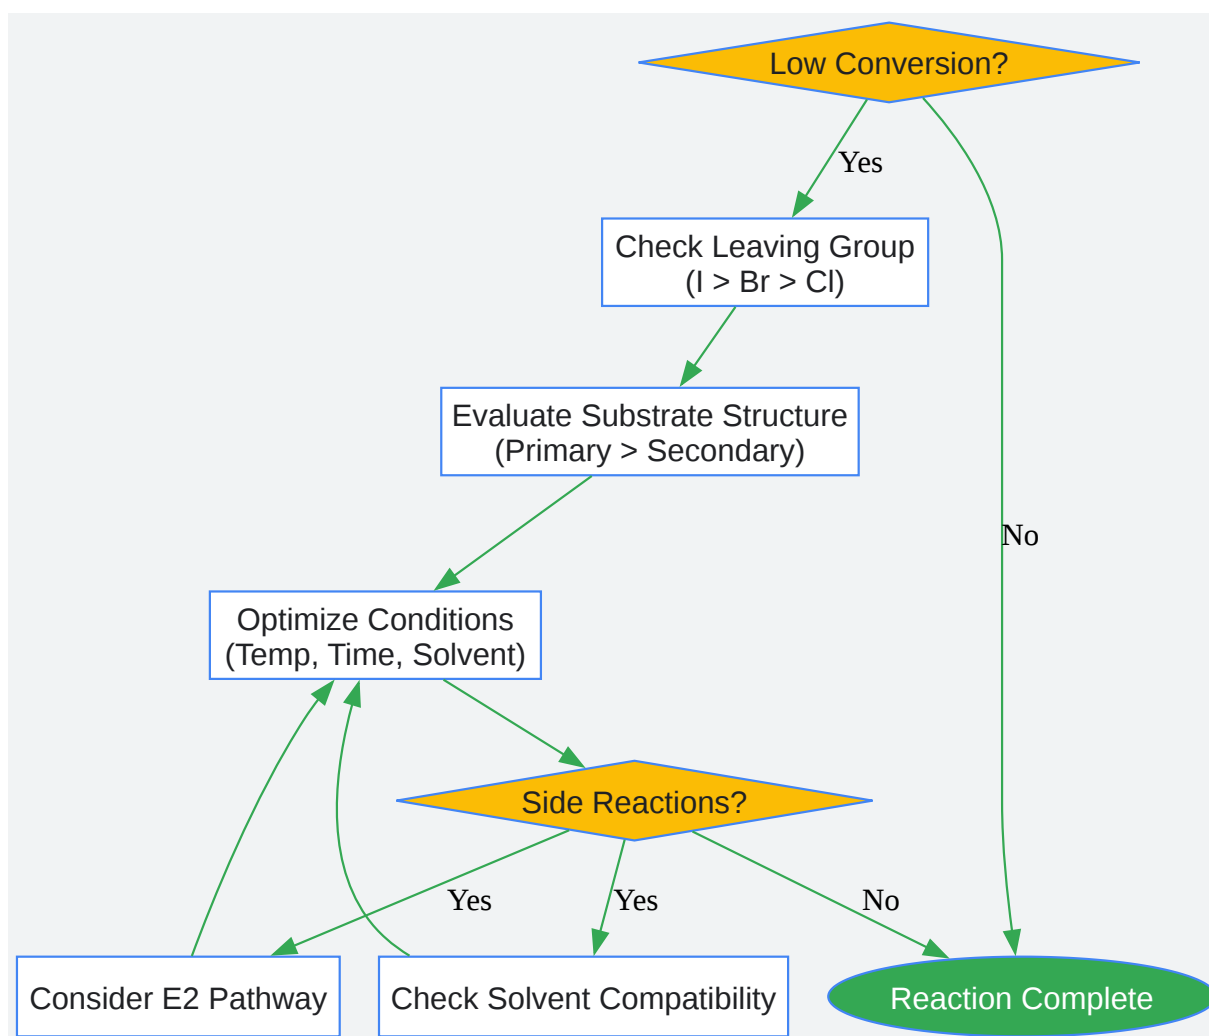 Low Conversion?
Yes
Check Leaving Group
(I > Br > Cl)
Evaluate Substrate Structure
(Primary > Secondary)
No
Optimize Conditions
(Temp, Time, Solvent)
Side Reactions?
Yes
Yes
No
Consider E2 Pathway
Check Solvent Compatibility
Reaction Complete